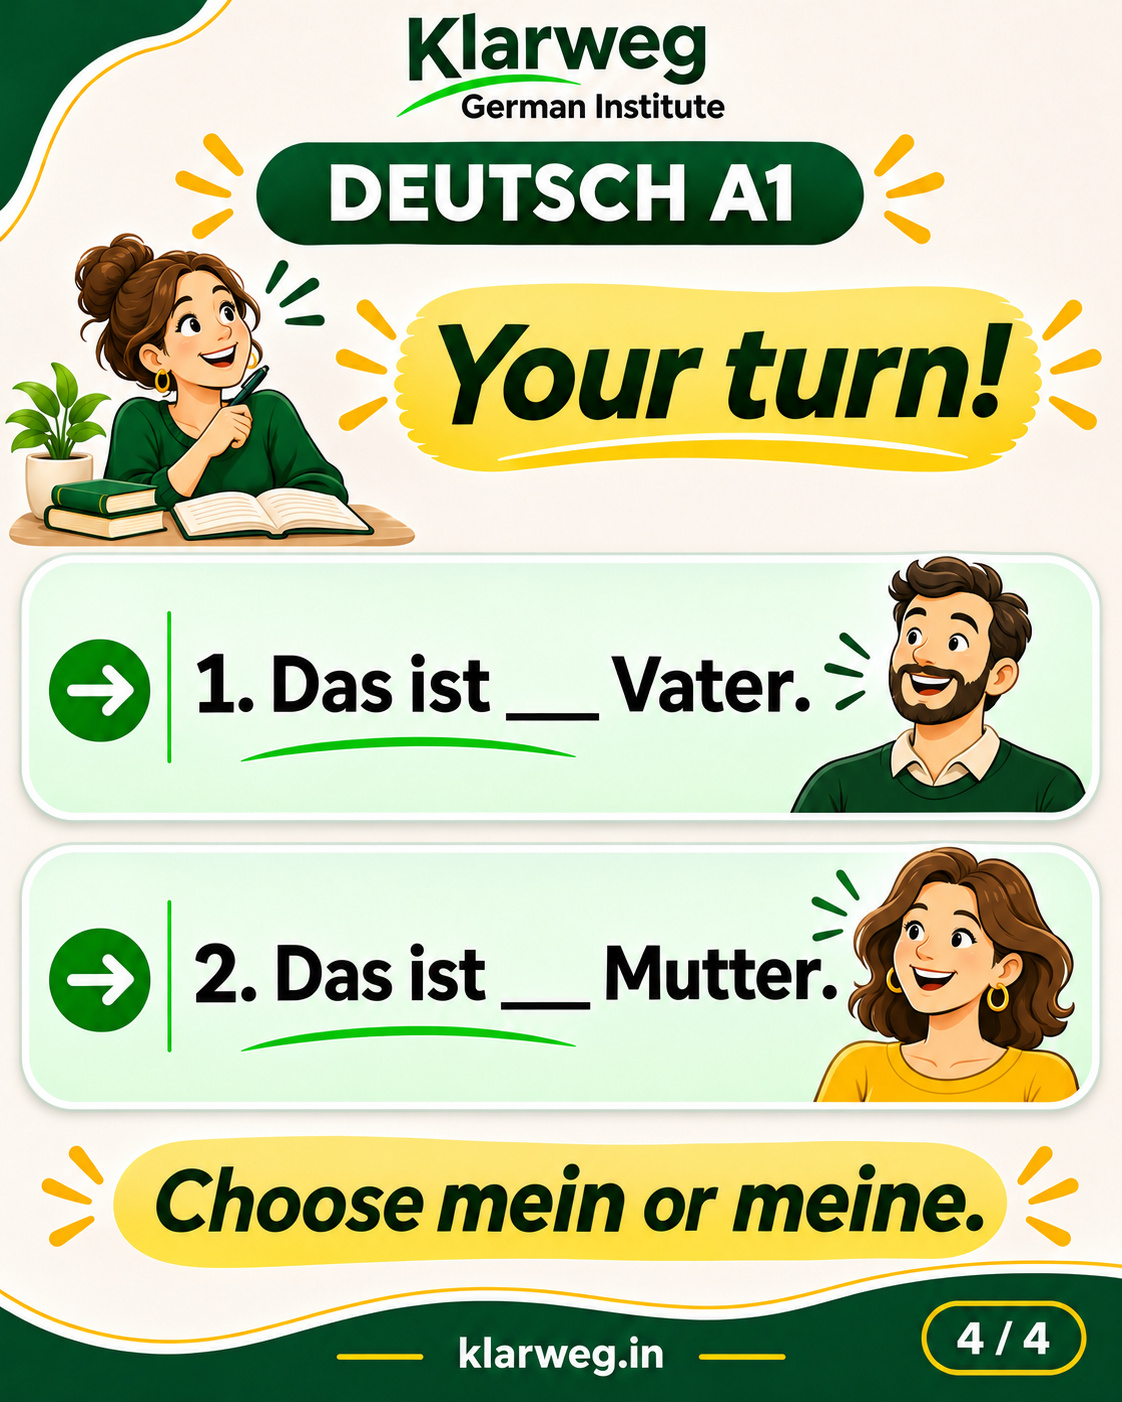 Klarweg
German Institute
DEUTSCH A1
Your turn!
1. Das ist ___ Vater.
2. Das ist ___ Mutter.
Choose mein or meine.
klarweg.in
4 / 4